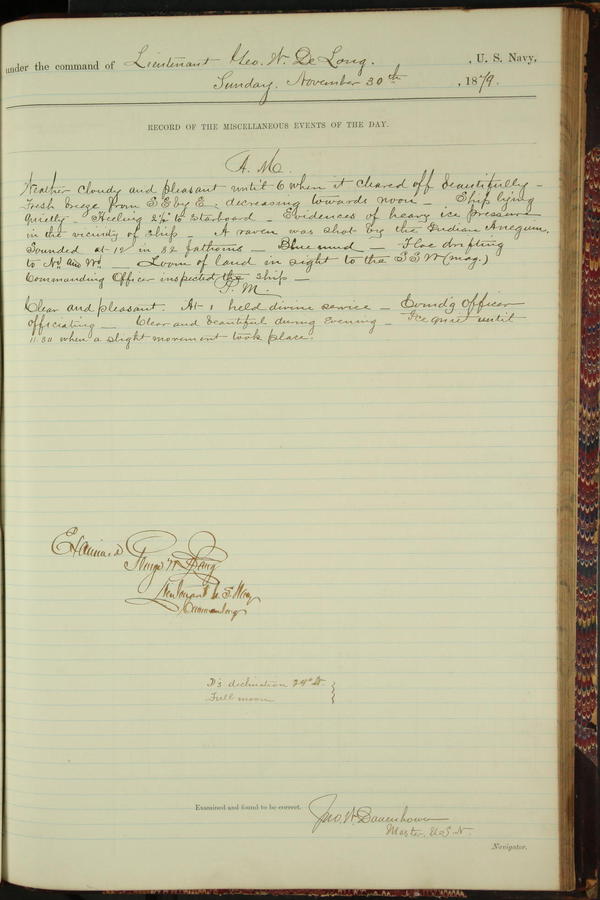 under the command of Lieutenant Geo. W. De Long. , U. S. Navy,
Sunday. November 30th , 1879.
RECORD OF THE MISCELLANEOUS EVENTS OF THE DAY.
A. M.
Weather cloudy and pleasant until 6 when it cleared off beautifully —
Fresh breeze from S E by E. decreasing towards noon — Ship lying
quietly — Heeling 2½° to starboard — Evidences of heavy ice pressure
in the vicinity of ship — A raven was shot by the Indian Aneguin.
Sounded at 12 in 32 fathoms — Blue mud — Floe drifting
to Nd and Wd — Loom of land in sight to the S S W (mag.)
Commanding Officer inspected the ship —
P. M.
Clear and pleasant. At 1 held divine service — Comd'g Officer
officiating — Clear and beautiful during evening — Ice quiet until
11.30 when a slight movement took place.
Examined
George W. De Long
Lieutenant U. S. Navy
Commanding
D's declination 24° N.
Full moon
Examined and found to be correct.
Jno. W. Danenhower
Master, U. S. N.
Navigator.